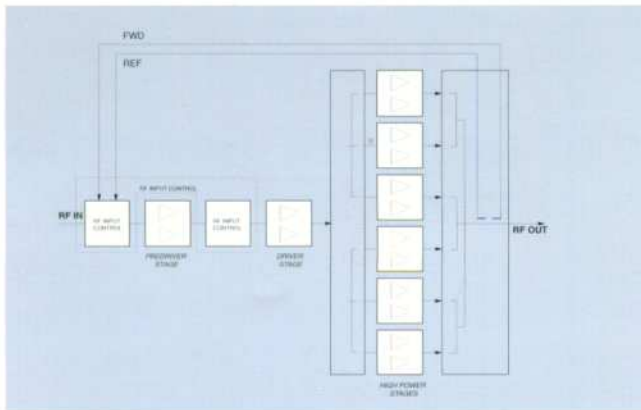 FWD
REF
RF INPUT CONTROL
RF IN
RF INPUT
CONTROL
RF INPUT
CONTROL
RF OUT
PREDRIVER
STAGE
DRIVER
STAGE
HIGH POWER
STAGES